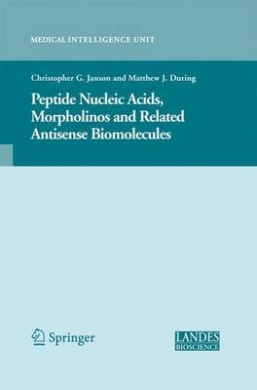 MEDICAL INTELLIGENCE UNIT
Christopher G. Janson and Matthew J. During
Peptide Nucleic Acids,
Morpholinos and Related
Antisense Biomolecules
Springer
LANDES
BIOSCIENCE